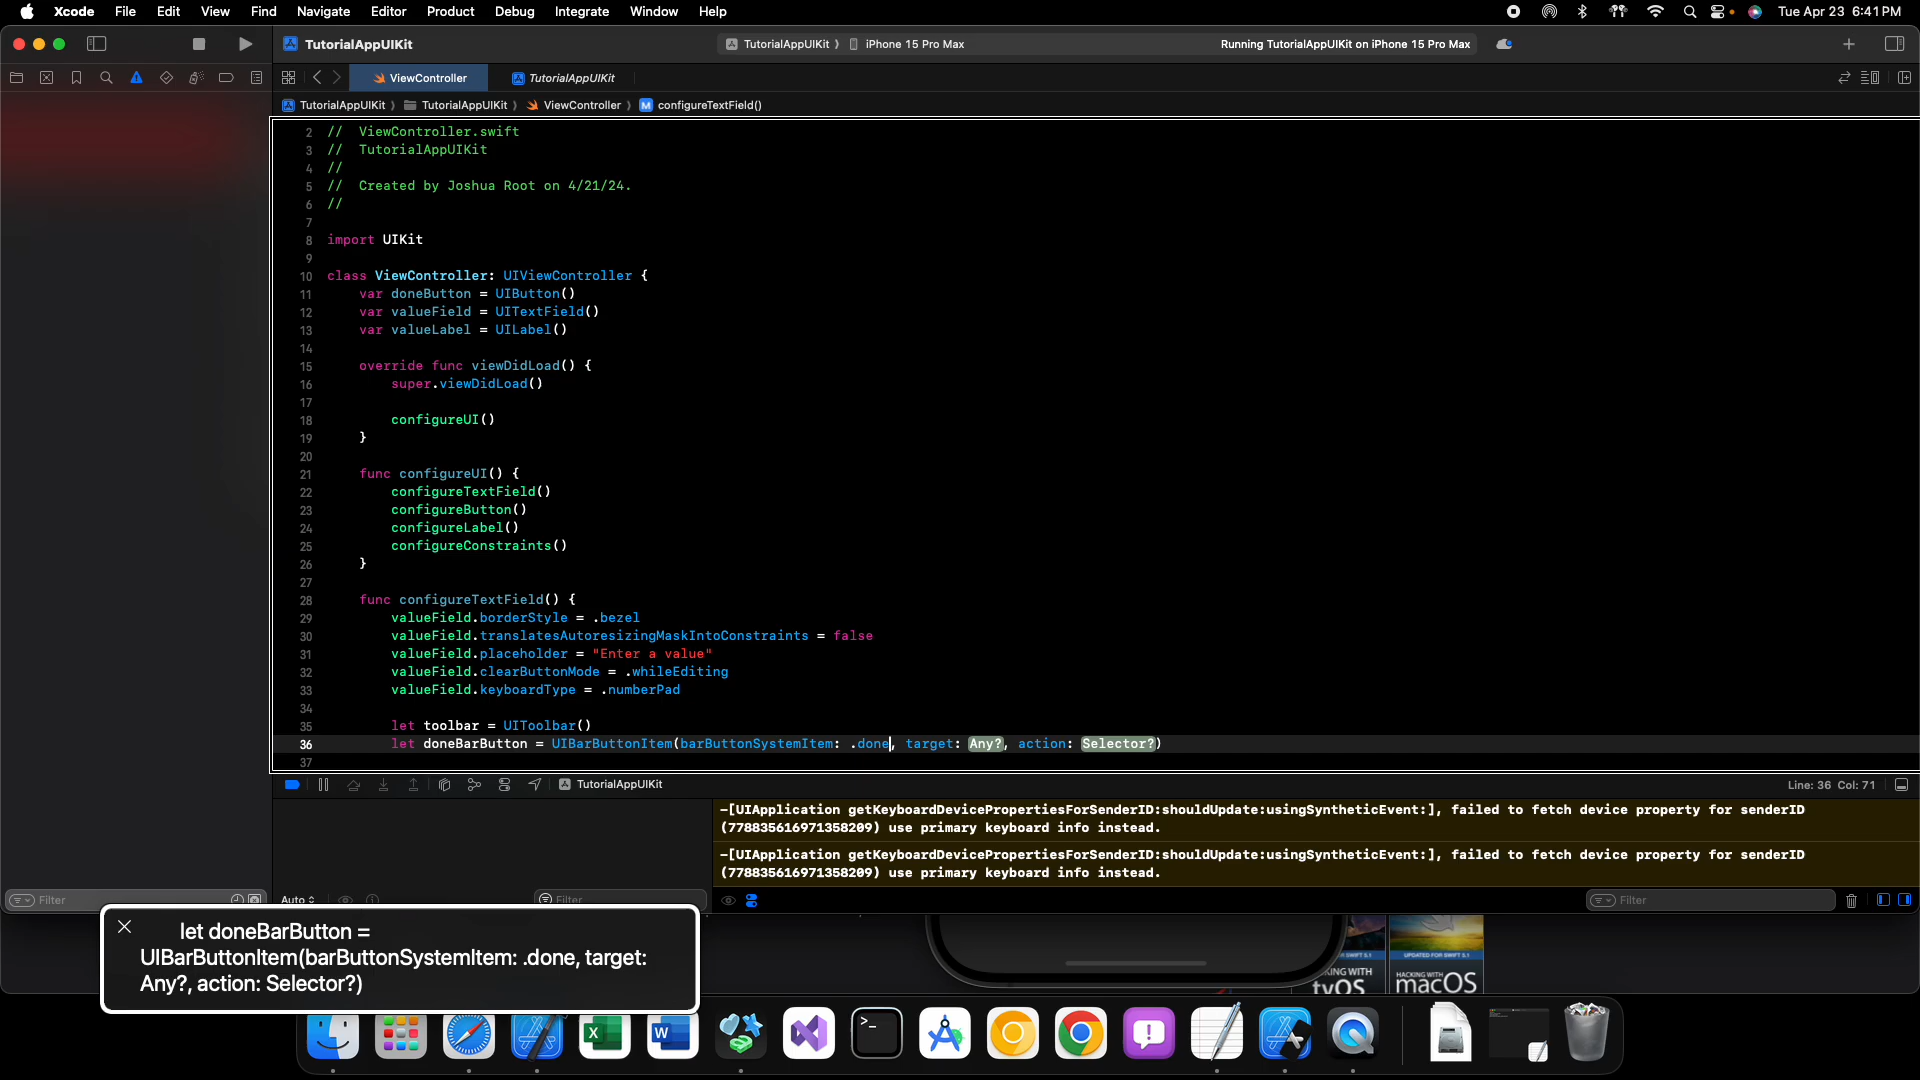 Xcode File Edit View Find Navigate Editor Product Debug Integrate Window Help Tue Apr 23 6:41 PM
TutorialAppUIKit TutorialAppUIKit iPhone 15 Pro Max Running TutorialAppUIKit on iPhone 15 Pro Max
ViewController TutorialAppUIKit
TutorialAppUIKit TutorialAppUIKit ViewController M configureTextField()
2 // ViewController.swift
3 // TutorialAppUIKit
4 //
5 // Created by Joshua Root on 4/21/24.
6 //
7
8 import UIKit
9
10 class ViewController: UIViewController {
11 var doneButton = UIButton()
12 var valueField = UITextField()
13 var valueLabel = UILabel()
14
15 override func viewDidLoad() {
16 super.viewDidLoad()
17
18 configureUI()
19 }
20
21 func configureUI() {
22 configureTextField()
23 configureButton()
24 configureLabel()
25 configureConstraints()
26 }
27
28 func configureTextField() {
29 valueField.borderStyle = .bezel
30 valueField.translatesAutoresizingMaskIntoConstraints = false
31 valueField.placeholder = "Enter a value"
32 valueField.clearButtonMode = .whileEditing
33 valueField.keyboardType = .numberPad
34
35 let toolbar = UIToolbar()
36 let doneBarButton = UIBarButtonItem(barButtonSystemItem: .done, target: Any?, action: Selector?)
37
TutorialAppUIKit Line: 36 Col: 71
-[UIApplication getKeyboardDevicePropertiesForSenderID:shouldUpdate:usingSyntheticEvent:], failed to fetch device property for senderID
(778835616971358209) use primary keyboard info instead.
-[UIApplication getKeyboardDevicePropertiesForSenderID:shouldUpdate:usingSyntheticEvent:], failed to fetch device property for senderID
(778835616971358209) use primary keyboard info instead.
Filter Auto Filter Filter
let doneBarButton =
UIBarButtonItem(barButtonSystemItem: .done, target:
Any?, action: Selector?)
UPDATED FOR SWIFT 5.1
HACKING WITH
tvOS macOS